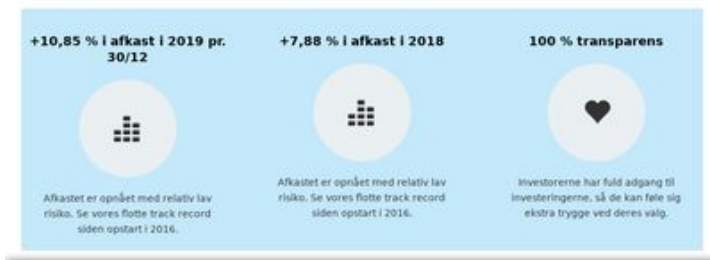 +10,85 % i afkast i 2019 pr.
30/12
Afkastet er opnået med relativ lav
risiko. Se vores flotte track record
siden opstart i 2016.
+7,88 % i afkast i 2018
Afkastet er opnået med relativ lav
risiko. Se vores flotte track record
siden opstart i 2016.
100 % transparens
Investorerne har fuld adgang til
investeringerne, så de kan føle sig
ekstra trygge ved deres valg.